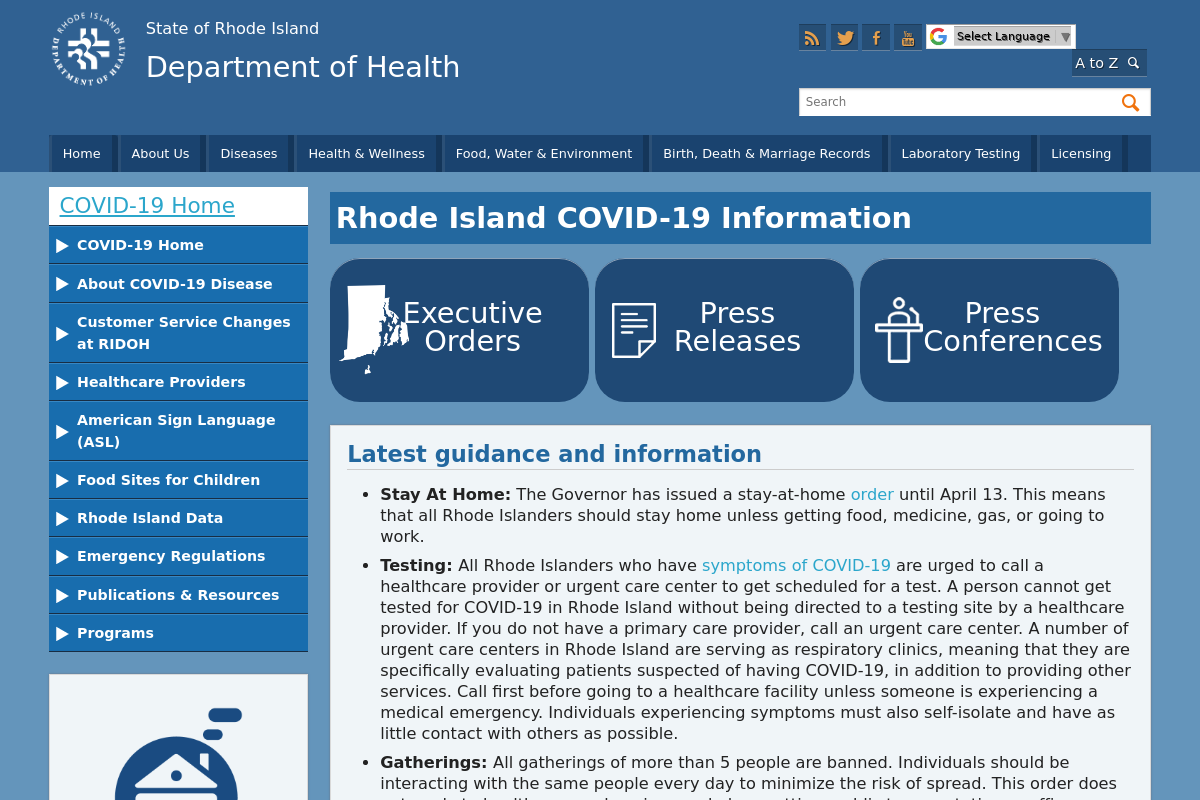 RHODE ISLAND
DEPARTMENT OF HEALTH
State of Rhode Island
Department of Health
You
Tube
Select Language ▼
A to Z
Search
Home
About Us
Diseases
Health & Wellness
Food, Water & Environment
Birth, Death & Marriage Records
Laboratory Testing
Licensing
COVID-19 Home
COVID-19 Home
About COVID-19 Disease
Customer Service Changes
at RIDOH
Healthcare Providers
American Sign Language
(ASL)
Food Sites for Children
Rhode Island Data
Emergency Regulations
Publications & Resources
Programs
Rhode Island COVID-19 Information
Executive
Orders
Press
Releases
Press
Conferences
Latest guidance and information
• Stay At Home: The Governor has issued a stay-at-home order until April 13. This means
that all Rhode Islanders should stay home unless getting food, medicine, gas, or going to
work.
• Testing: All Rhode Islanders who have symptoms of COVID-19 are urged to call a
healthcare provider or urgent care center to get scheduled for a test. A person cannot get
tested for COVID-19 in Rhode Island without being directed to a testing site by a healthcare
provider. If you do not have a primary care provider, call an urgent care center. A number of
urgent care centers in Rhode Island are serving as respiratory clinics, meaning that they are
specifically evaluating patients suspected of having COVID-19, in addition to providing other
services. Call first before going to a healthcare facility unless someone is experiencing a
medical emergency. Individuals experiencing symptoms must also self-isolate and have as
little contact with others as possible.
• Gatherings: All gatherings of more than 5 people are banned. Individuals should be
interacting with the same people every day to minimize the risk of spread. This order does